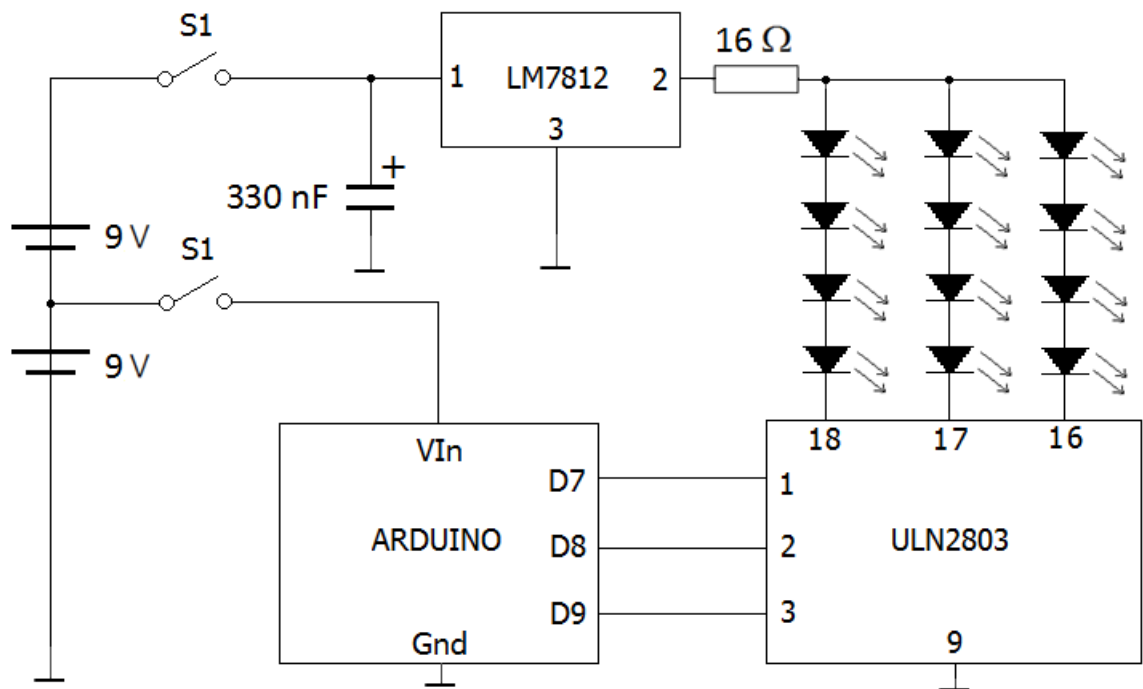 S1
16 Ω
1
LM7812
2
3
+
330 nF
9 V
S1
9 V
VIn
D7
ARDUINO
D8
D9
Gnd
18
17
16
1
2
ULN2803
3
9